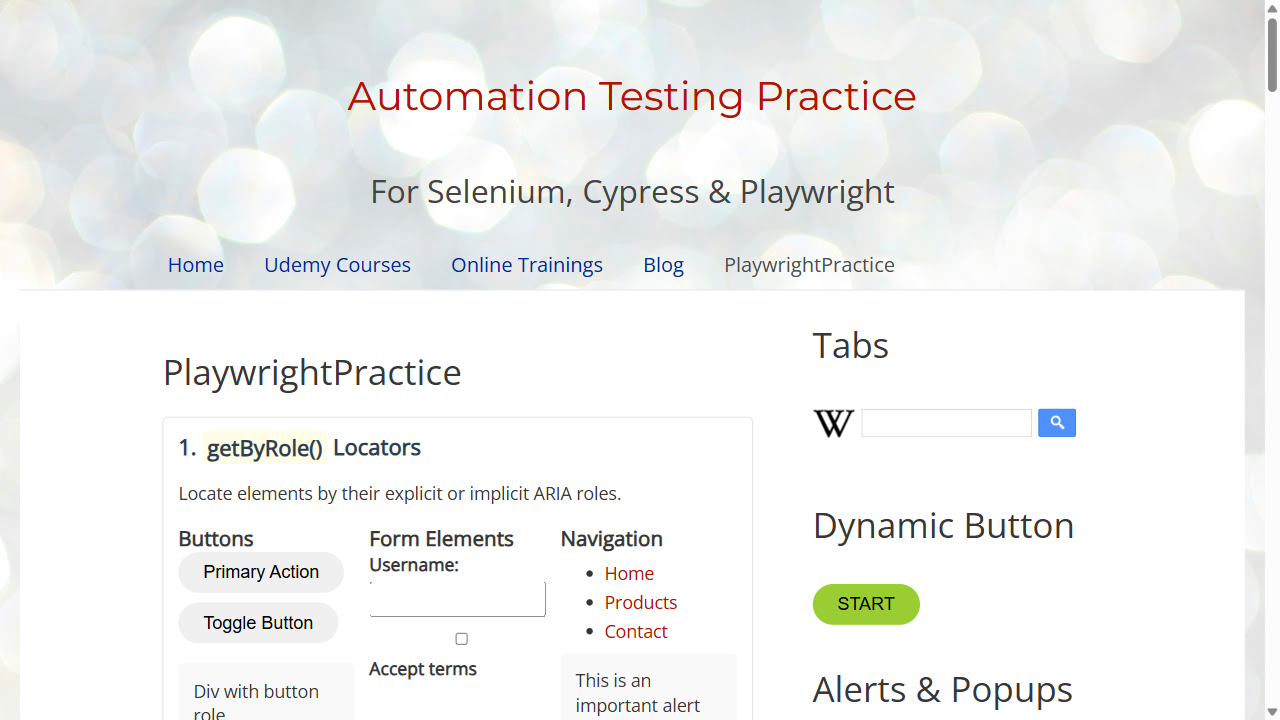 Automation Testing Practice
For Selenium, Cypress & Playwright
Home Udemy Courses Online Trainings Blog PlaywrightPractice
PlaywrightPractice
1. getByRole() Locators
Locate elements by their explicit or implicit ARIA roles.
Buttons
Primary Action
Toggle Button
Div with button
role
Form Elements
Username:
Accept terms
Navigation
Home
Products
Contact
This is an
important alert
Tabs
W
Dynamic Button
START
Alerts & Popups